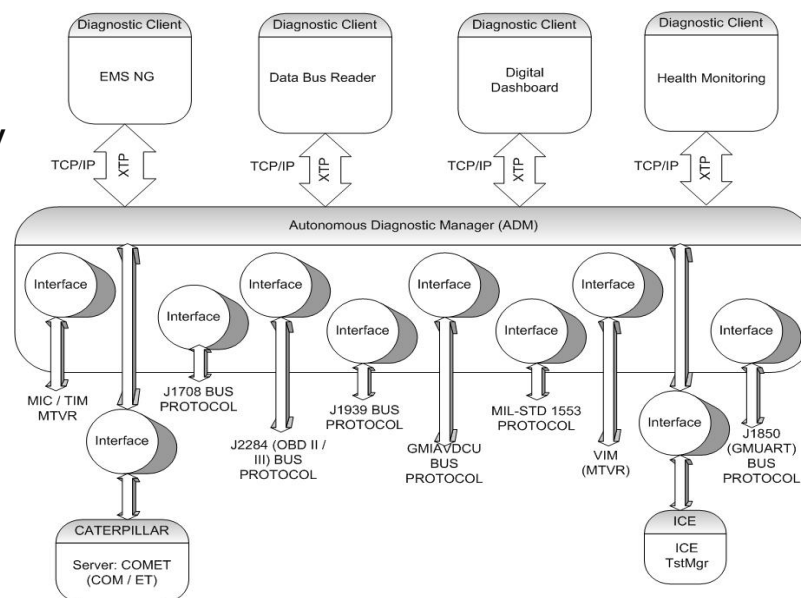 Diagnostic Client
EMS NG
Diagnostic Client
Data Bus Reader
Diagnostic Client
Digital
Dashboard
Diagnostic Client
Health Monitoring
y
TCP/IP
XTP
TCP/IP
XTP
TCP/IP
XTP
TCP/IP
XTP
Autonomous Diagnostic Manager (ADM)
Interface
Interface
Interface
Interface
Interface
Interface
Interface
Interface
MIC / TIM
MTVR
J1708 BUS
PROTOCOL
J2284 (OBD II /
III) BUS
PROTOCOL
J1939 BUS
PROTOCOL
GMIAVDCU
BUS
PROTOCOL
MIL-STD 1553
PROTOCOL
VIM
(MTVR)
J1850
(GMUART)
BUS
PROTOCOL
Interface
Interface
CATERPILLAR
Server: COMET
(COM / ET)
ICE
ICE
TstMgr